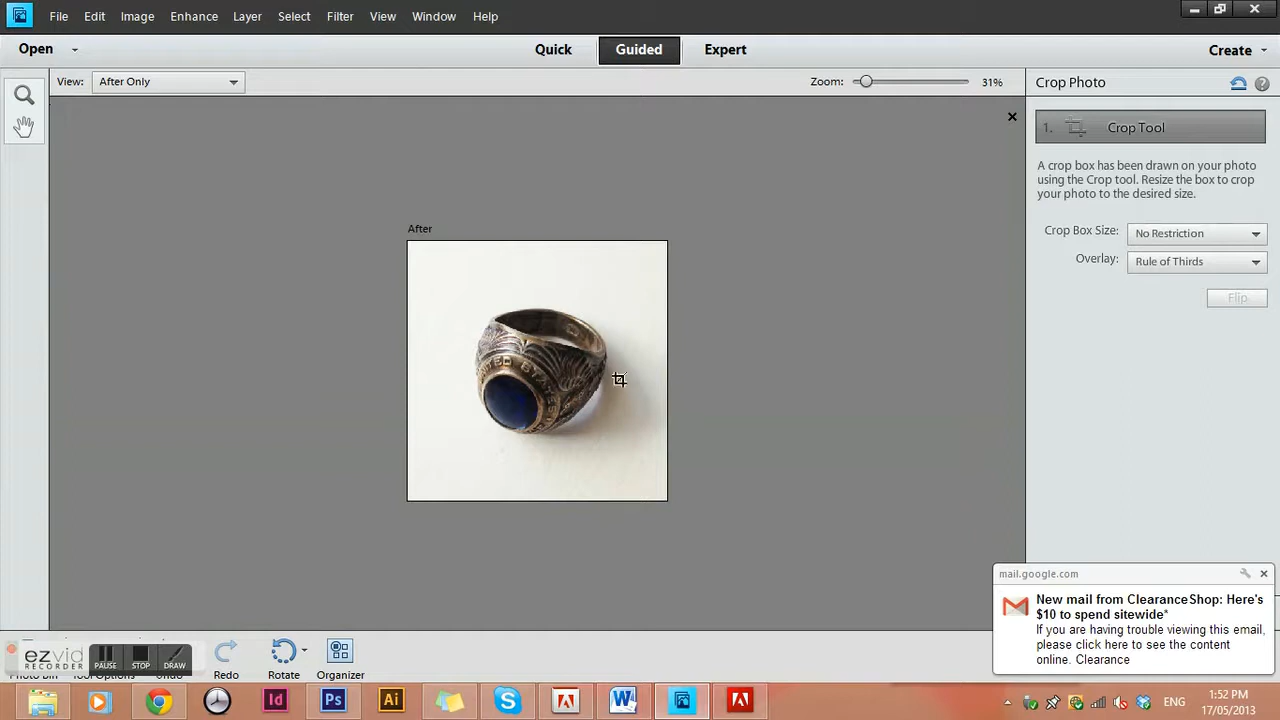 File Edit Image Enhance Layer Select Filter View Window Help
Open Quick Guided Expert Create
View: After Only Zoom: 31% Crop Photo
1. Crop Tool
A crop box has been drawn on your photo
using the Crop tool. Resize the box to crop
your photo to the desired size.
Crop Box Size: No Restriction
Overlay: Rule of Thirds
Flip
After
UNITED STATES
mail.google.com
New mail from ClearanceShop: Here's
$10 to spend sitewide*
If you are having trouble viewing this email,
please click here to see the content
online. Clearance
ezvid
RECORDER
PAUSE STOP DRAW
Redo Rotate Organizer
Id Ps Ai
ENG
1:52 PM
17/05/2013